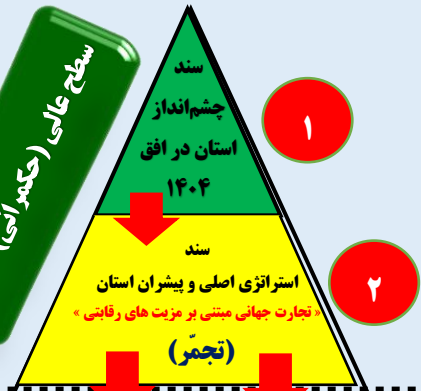 سطح عالی (حکمرانی)
سند
چشم‌انداز
استان در افق
۱۴۰۴
۱
سند
استراتژی اصلی و پیشران استان
« تجارت جهانی مبتنی بر مزیت های رقابتی »
(تجمّر)
۲